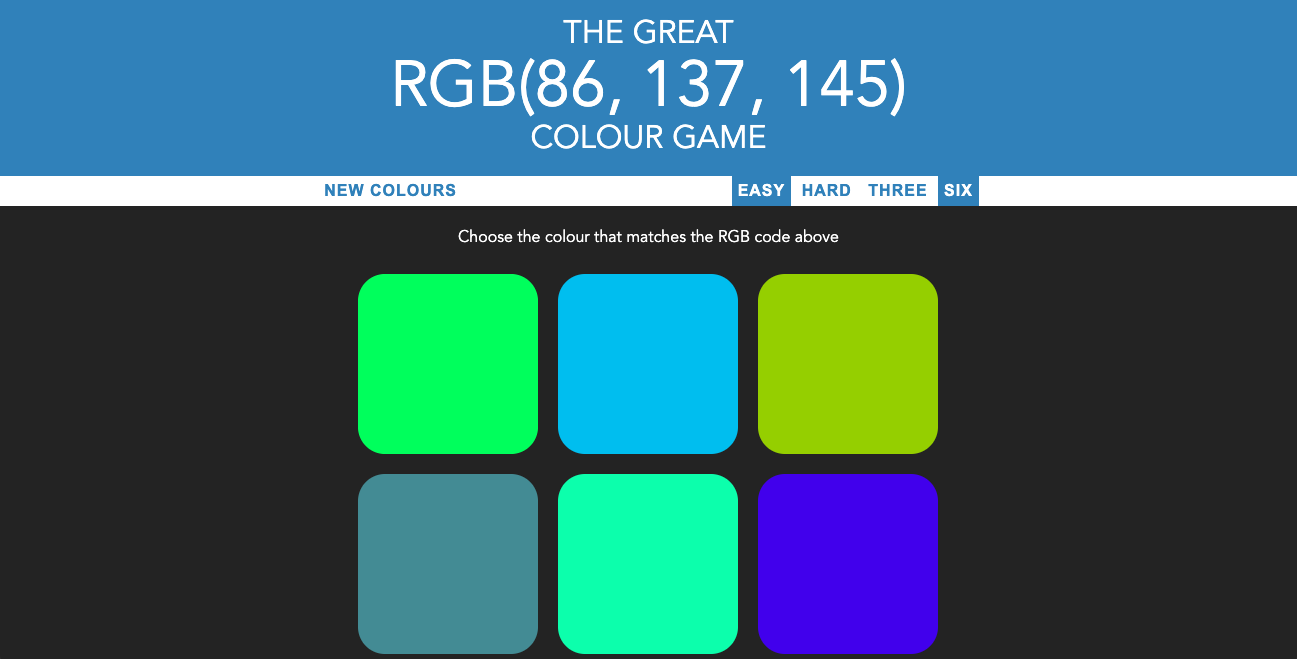 THE GREAT
RGB(86, 137, 145)
COLOUR GAME
NEW COLOURS EASY HARD THREE SIX
Choose the colour that matches the RGB code above